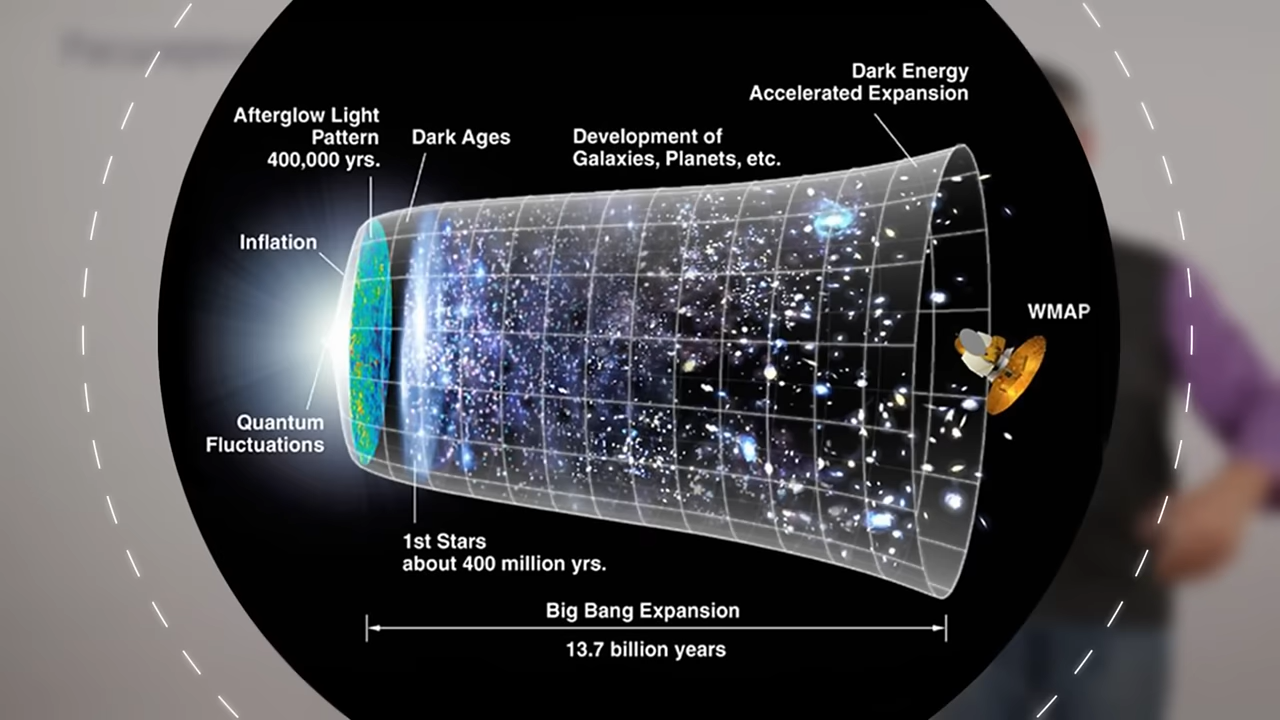 Dark Energy
Accelerated Expansion
Afterglow Light
Pattern
400,000 yrs.
Dark Ages
Development of
Galaxies, Planets, etc.
Inflation
WMAP
Quantum
Fluctuations
1st Stars
about 400 million yrs.
Big Bang Expansion
13.7 billion years